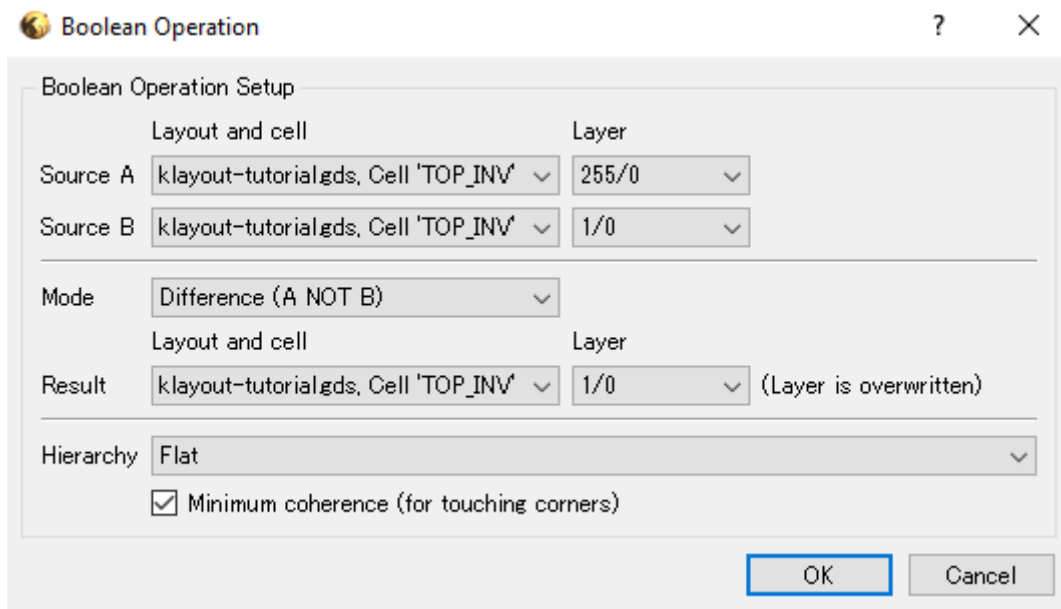 Boolean Operation ?
Boolean Operation Setup
Layout and cell Layer
Source A klayout-tutorial.gds, Cell 'TOP_INV' 255/0
Source B klayout-tutorial.gds, Cell 'TOP_INV' 1/0
Mode Difference (A NOT B)
Layout and cell Layer
Result klayout-tutorial.gds, Cell 'TOP_INV' 1/0 (Layer is overwritten)
Hierarchy Flat
Minimum coherence (for touching corners)
OK Cancel